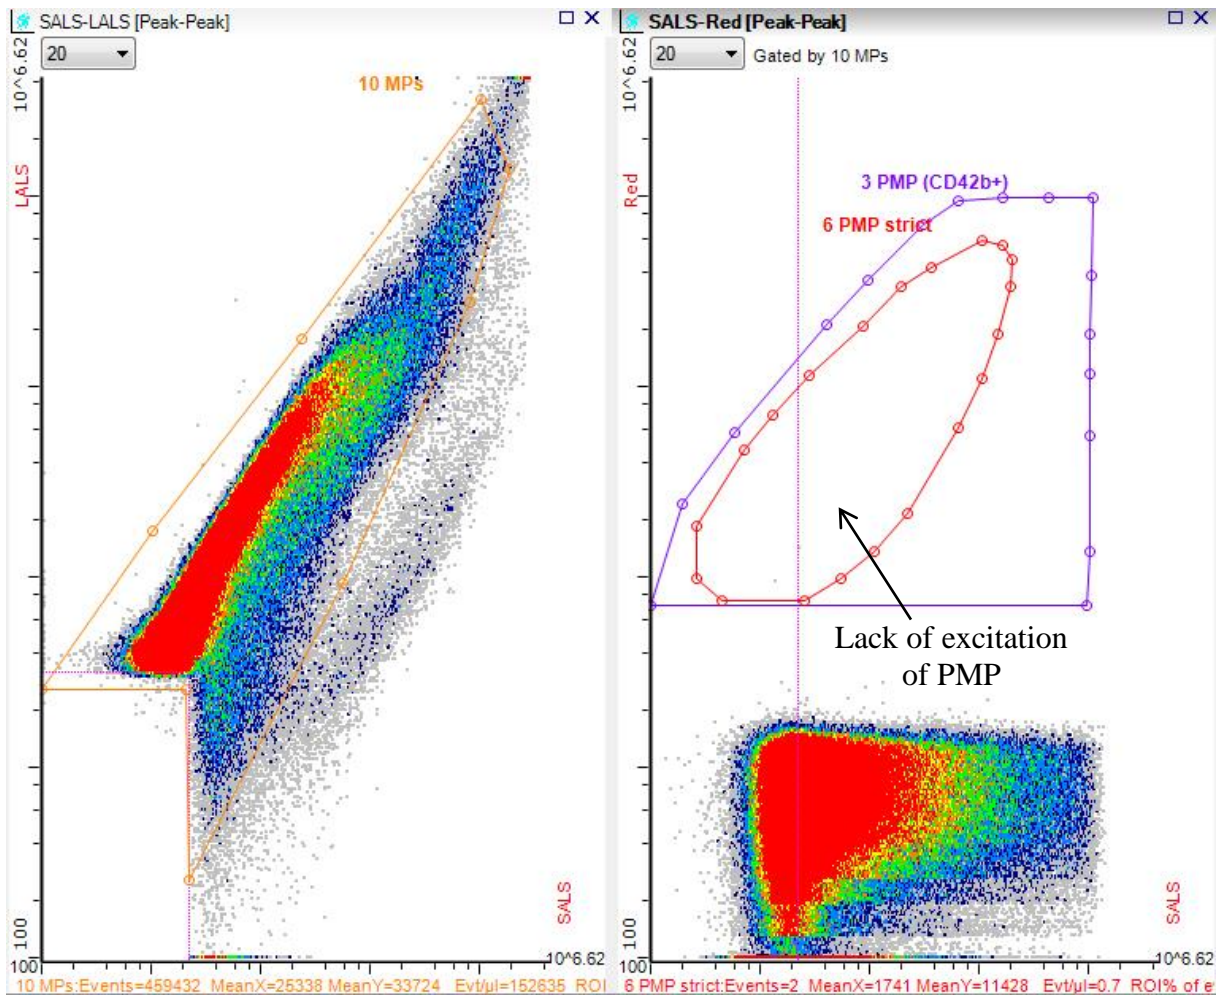 SALS-LALS [Peak-Peak]
20
10^6.62
10 MPs
LALS
SALS
100
100
10^6.62
10 MPs:Events=459432 MeanX=25338 MeanY=33724 Evt/µl=152635 ROI
SALS-Red [Peak-Peak]
20
Gated by 10 MPs
10^6.62
3 PMP (CD42b+)
Red
6 PMP strict
Lack of excitation
of PMP
SALS
100
100
10^6.62
6 PMP strict:Events=2 MeanX=1741 MeanY=11428 Evt/µl=0.7 ROI% of e